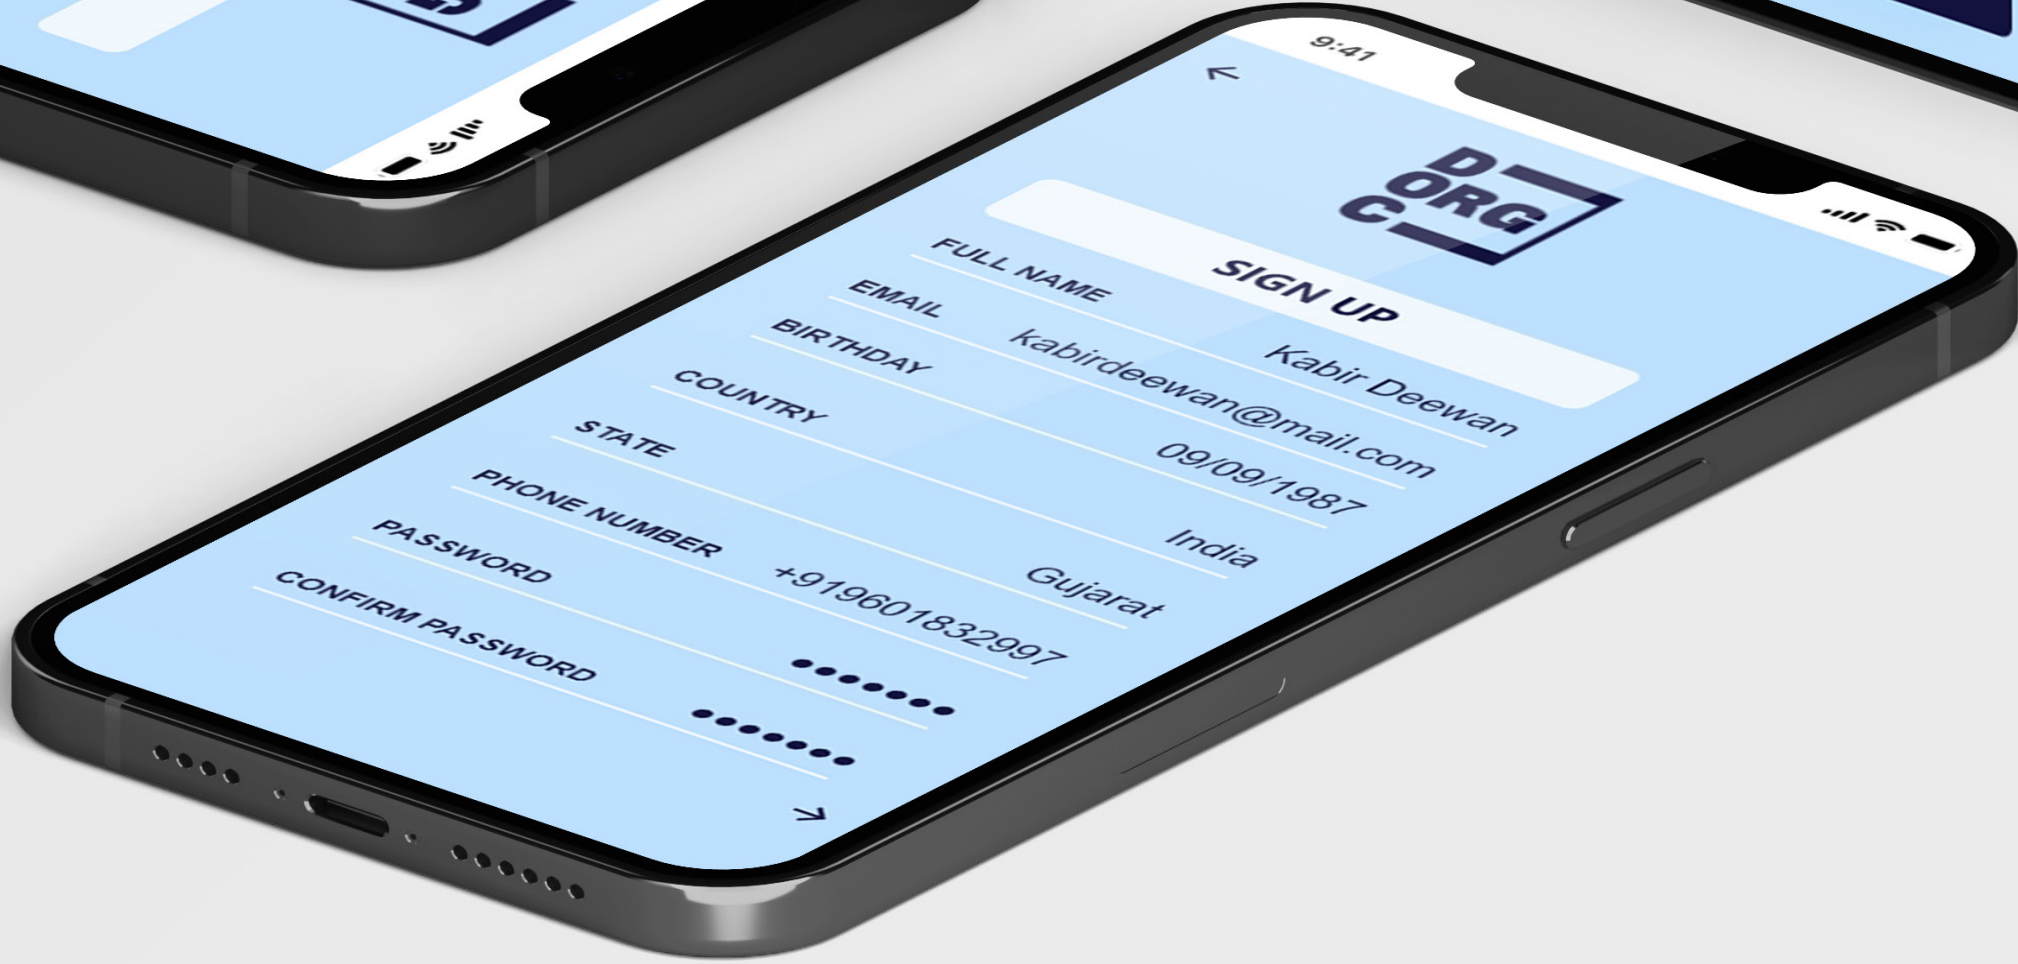 9:41
D
ORG
C
SIGN UP
FULL NAME Kabir Deewan
EMAIL kabirdeewan@mail.com
BIRTHDAY 09/09/1987
COUNTRY India
STATE Gujarat
PHONE NUMBER +919601832997
PASSWORD •••••••
CONFIRM PASSWORD •••••••